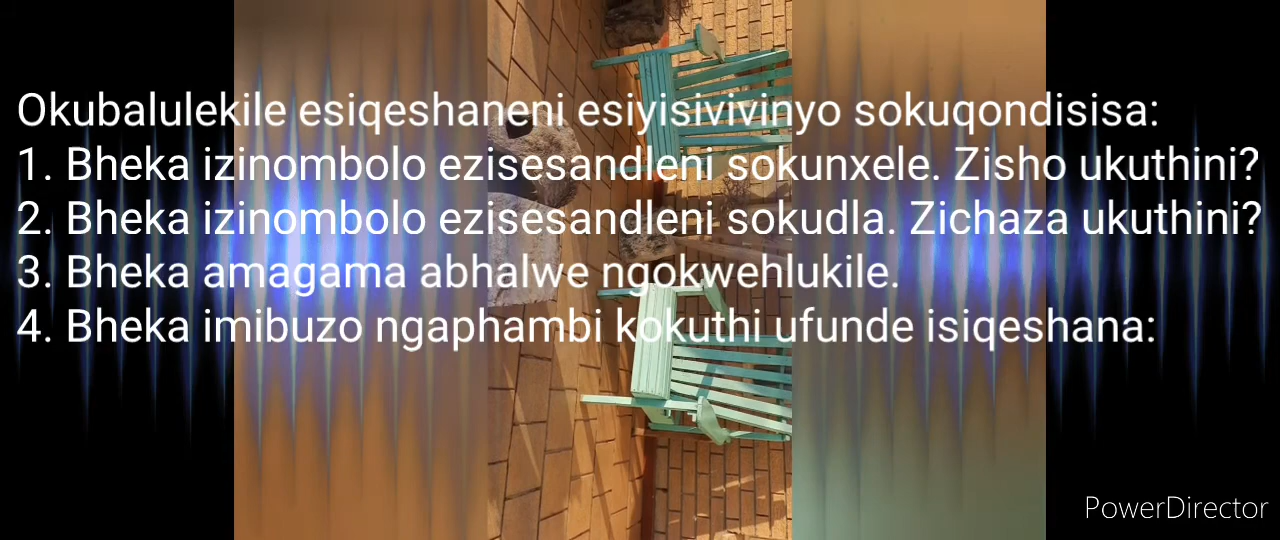 Okubalulekile esiqeshaneni esiyisivivinyo sokuqondisisa:
1. Bheka izinombolo ezisesandleni sokunxele. Zisho ukuthini?
2. Bheka izinombolo ezisesandleni sokudla. Zichaza ukuthini?
3. Bheka amagama abhalwe ngokwehlukile.
4. Bheka imibuzo ngaphambi kokuthi ufunde isiqeshana:
PowerDirector